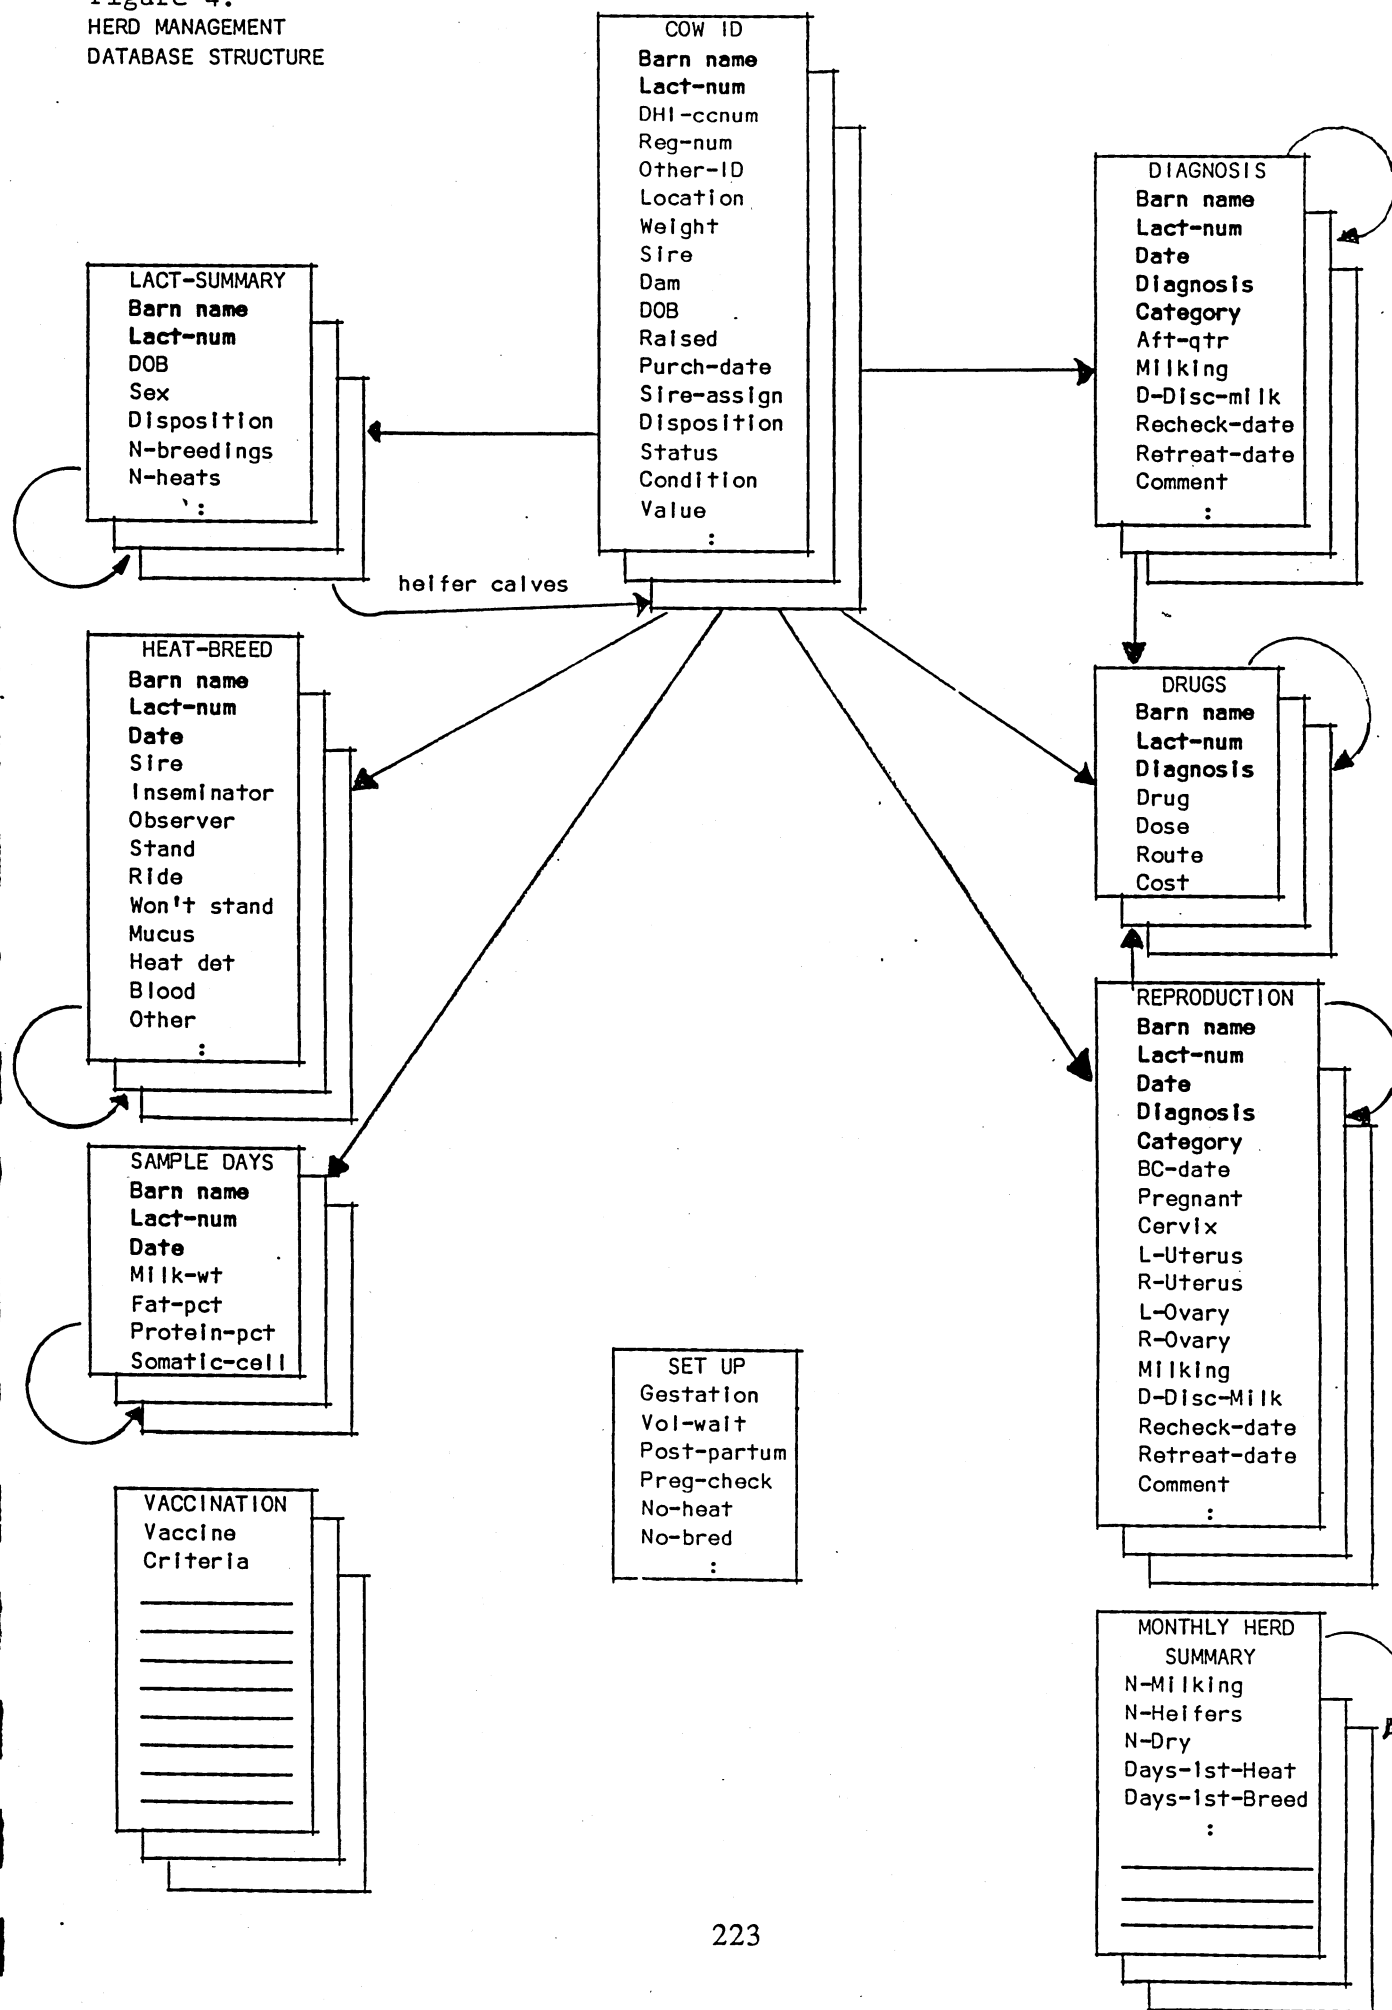 Figure 4.
HERD MANAGEMENT
DATABASE STRUCTURE
COW ID
Barn name
Lact-num
DHI-ccnum
Reg-num
Other-ID
Location
Weight
Sire
Dam
DOB
Raised
Purch-date
Sire-assign
Disposition
Status
Condition
Value
:
DIAGNOSIS
Barn name
Lact-num
Date
Diagnosis
Category
Aft-qtr
Milking
D-Disc-milk
Recheck-date
Retreat-date
Comment
:
LACT-SUMMARY
Barn name
Lact-num
DOB
Sex
Disposition
N-breedings
N-heats
:
heifer calves
HEAT-BREED
Barn name
Lact-num
Date
Sire
Inseminator
Observer
Stand
Ride
Won't stand
Mucus
Heat det
Blood
Other
:
DRUGS
Barn name
Lact-num
Diagnosis
Drug
Dose
Route
Cost
REPRODUCTION
Barn name
Lact-num
Date
Diagnosis
Category
BC-date
Pregnant
Cervix
L-Uterus
R-Uterus
L-Ovary
R-Ovary
Milking
D-Disc-Milk
Recheck-date
Retreat-date
Comment
:
SAMPLE DAYS
Barn name
Lact-num
Date
Milk-wt
Fat-pct
Protein-pct
Somatic-cell
SET UP
Gestation
Vol-wait
Post-partum
Preg-check
No-heat
No-bred
:
VACCINATION
Vaccine
Criteria
MONTHLY HERD
SUMMARY
N-Milking
N-Heifers
N-Dry
Days-1st-Heat
Days-1st-Breed
:
223